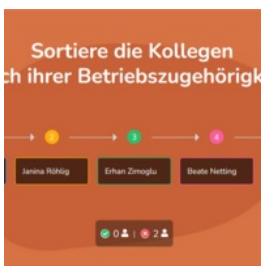 Sortiere die Kollegen
ch ihrer Betriebszugehörigk
2 3 4
Janina Röhlig Erhan Zimoglu Beate Netting
0 | 2